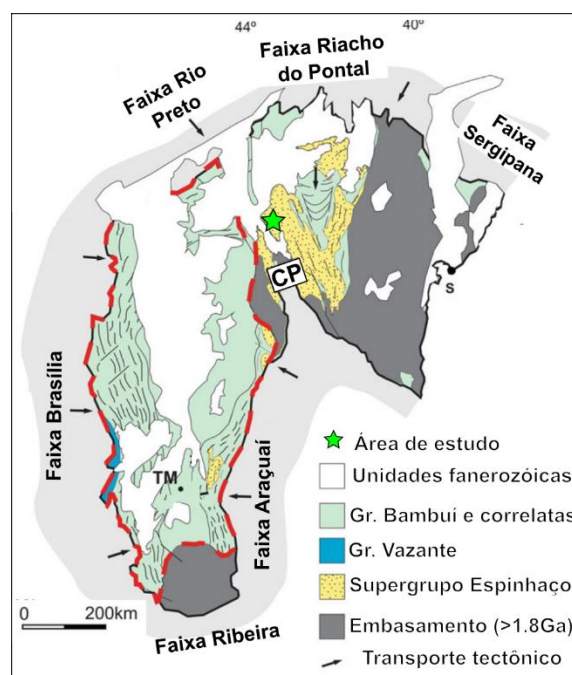 44°
40°
Faixa Riacho
do Pontal
Faixa Rio
Preto
Faixa
Sergipana
CP
S
Faixa Brasília
Faixa Araçuaí
TM
Área de estudo
Unidades fanerozóicas
Gr. Bambuí e correlatas
Gr. Vazante
Supergrupo Espinhaço
Embasamento (>1.8Ga)
Transporte tectônico
0 200km
Faixa Ribeira